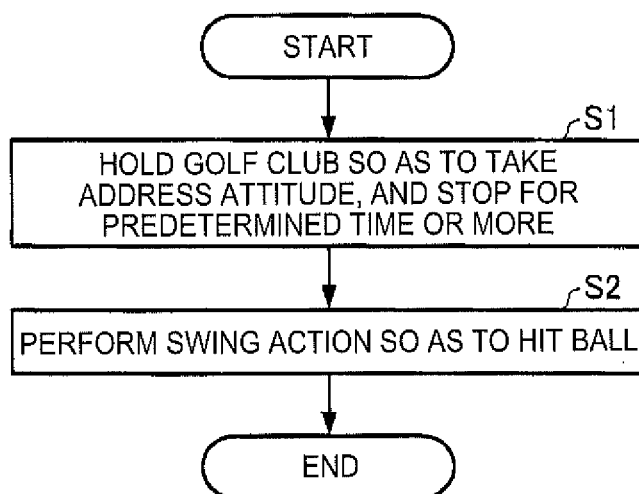 START
S1
HOLD GOLF CLUB SO AS TO TAKE
ADDRESS ATTITUDE, AND STOP FOR
PREDETERMINED TIME OR MORE
S2
PERFORM SWING ACTION SO AS TO HIT BALL
END